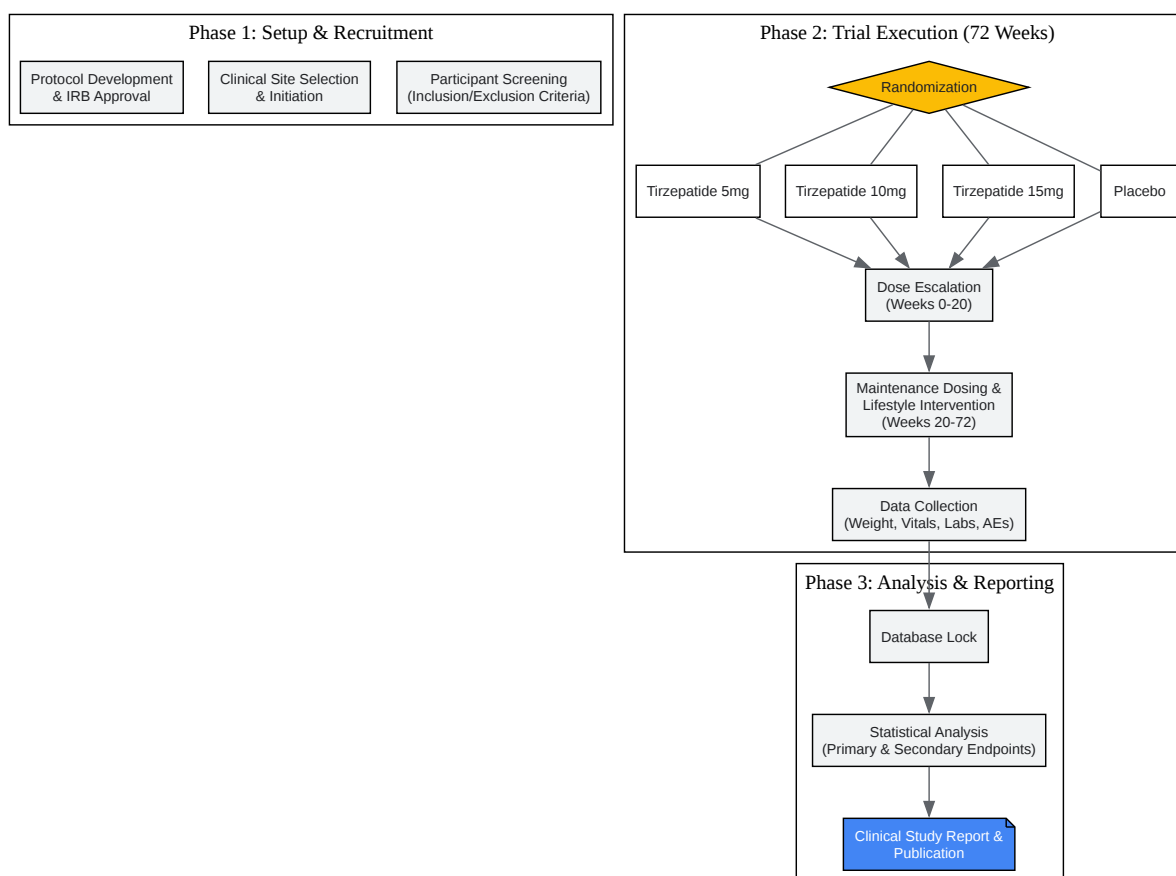 Phase 1: Setup & Recruitment
Protocol Development
& IRB Approval
Clinical Site Selection
& Initiation
Participant Screening
(Inclusion/Exclusion Criteria)
Phase 2: Trial Execution (72 Weeks)
Randomization
Tirzepatide 5mg
Tirzepatide 10mg
Tirzepatide 15mg
Placebo
Dose Escalation
(Weeks 0-20)
Maintenance Dosing &
Lifestyle Intervention
(Weeks 20-72)
Data Collection
(Weight, Vitals, Labs, AEs)
Phase 3: Analysis & Reporting
Database Lock
Statistical Analysis
(Primary & Secondary Endpoints)
Clinical Study Report &
Publication